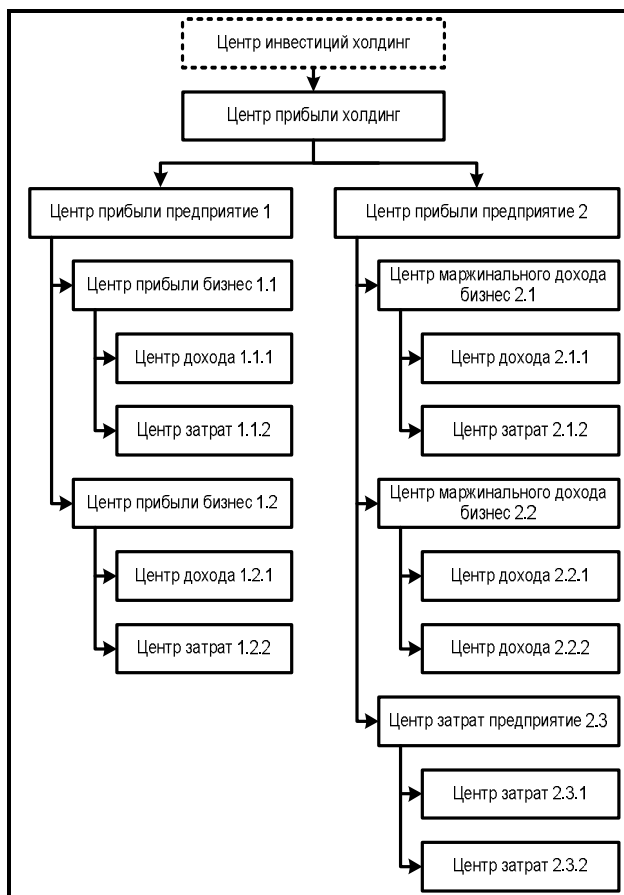 Центр инвестиций холдинг
Центр прибыли холдинг
Центр прибыли предприятие 1
Центр прибыли бизнес 1.1
Центр дохода 1.1.1
Центр затрат 1.1.2
Центр прибыли бизнес 1.2
Центр дохода 1.2.1
Центр затрат 1.2.2
Центр прибыли предприятие 2
Центр маржинального дохода
бизнес 2.1
Центр дохода 2.1.1
Центр затрат 2.1.2
Центр маржинального дохода
бизнес 2.2
Центр дохода 2.2.1
Центр дохода 2.2.2
Центр затрат предприятие 2.3
Центр затрат 2.3.1
Центр затрат 2.3.2